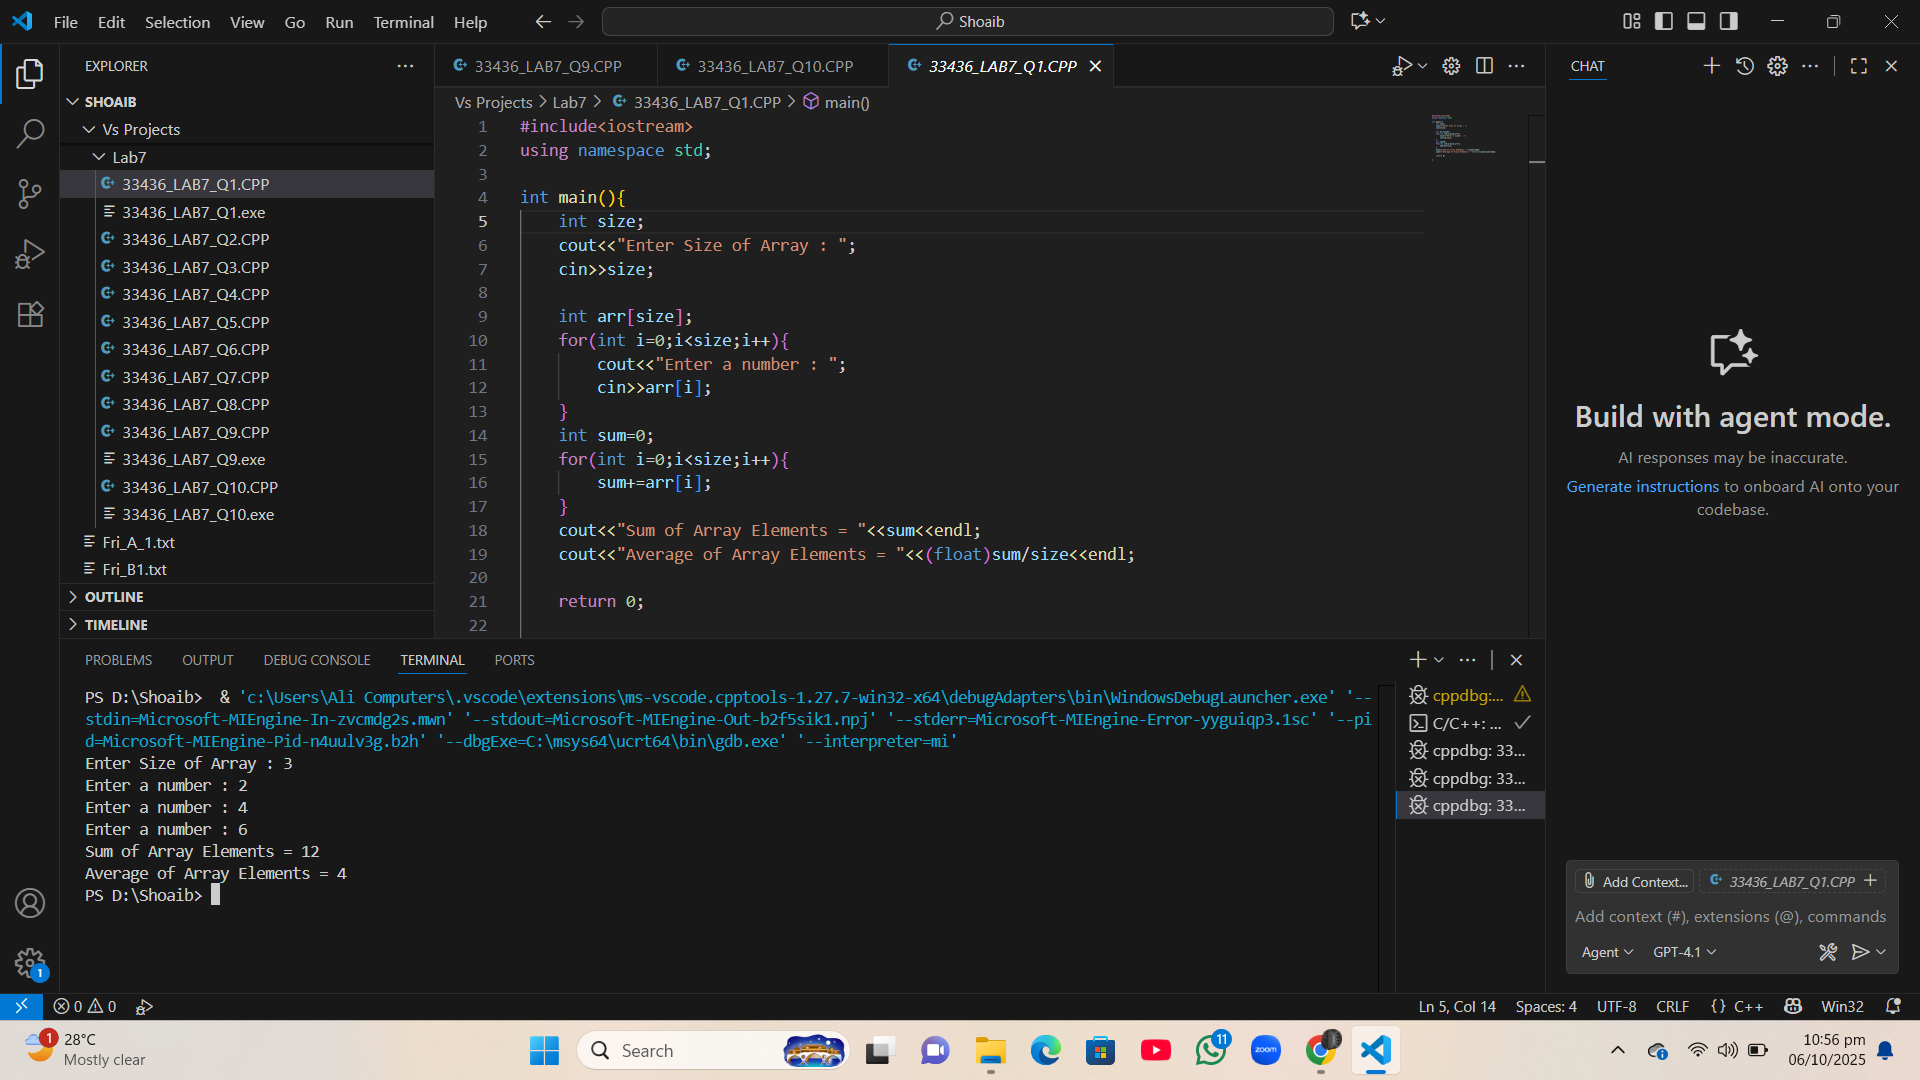 File Edit Selection View Go Run Terminal Help
Shoaib
EXPLORER
SHOAIB
Vs Projects
Lab7
33436_LAB7_Q1.CPP
33436_LAB7_Q1.exe
33436_LAB7_Q2.CPP
33436_LAB7_Q3.CPP
33436_LAB7_Q4.CPP
33436_LAB7_Q5.CPP
33436_LAB7_Q6.CPP
33436_LAB7_Q7.CPP
33436_LAB7_Q8.CPP
33436_LAB7_Q9.CPP
33436_LAB7_Q9.exe
33436_LAB7_Q10.CPP
33436_LAB7_Q10.exe
Fri_A_1.txt
Fri_B1.txt
OUTLINE
TIMELINE
33436_LAB7_Q9.CPP 33436_LAB7_Q10.CPP 33436_LAB7_Q1.CPP
Vs Projects > Lab7 > 33436_LAB7_Q1.CPP > main()
1 #include<iostream>
2 using namespace std;
3
4 int main(){
5 int size;
6 cout<<"Enter Size of Array : ";
7 cin>>size;
8
9 int arr[size];
10 for(int i=0;i<size;i++){
11 cout<<"Enter a number : ";
12 cin>>arr[i];
13 }
14 int sum=0;
15 for(int i=0;i<size;i++){
16 sum+=arr[i];
17 }
18 cout<<"Sum of Array Elements = "<<sum<<endl;
19 cout<<"Average of Array Elements = "<<(float)sum/size<<endl;
20
21 return 0;
22
PROBLEMS OUTPUT DEBUG CONSOLE TERMINAL PORTS
PS D:\Shoaib>  & 'c:\Users\Ali Computers\.vscode\extensions\ms-vscode.cpptools-1.27.7-win32-x64\debugAdapters\bin\WindowsDebugLauncher.exe' '--
stdin=Microsoft-MIEngine-In-zvcmdg2s.mwn' '--stdout=Microsoft-MIEngine-Out-b2f5sik1.npj' '--stderr=Microsoft-MIEngine-Error-yyguiqp3.1sc' '--pi
d=Microsoft-MIEngine-Pid-n4uulv3g.b2h' '--dbgExe=C:\msys64\ucrt64\bin\gdb.exe' '--interpreter=mi'
Enter Size of Array : 3
Enter a number : 2
Enter a number : 4
Enter a number : 6
Sum of Array Elements = 12
Average of Array Elements = 4
PS D:\Shoaib>
cppdbg:...
C/C++: ...
cppdbg: 33...
cppdbg: 33...
cppdbg: 33...
CHAT
Build with agent mode.
AI responses may be inaccurate.
Generate instructions to onboard AI onto your
codebase.
Add Context... 33436_LAB7_Q1.CPP
Add context (#), extensions (@), commands
Agent GPT-4.1
1
0 0
Ln 5, Col 14 Spaces: 4 UTF-8 CRLF {} C++ Win32
1
28°C
Mostly clear
Search
zoom
11
10:56 pm
06/10/2025